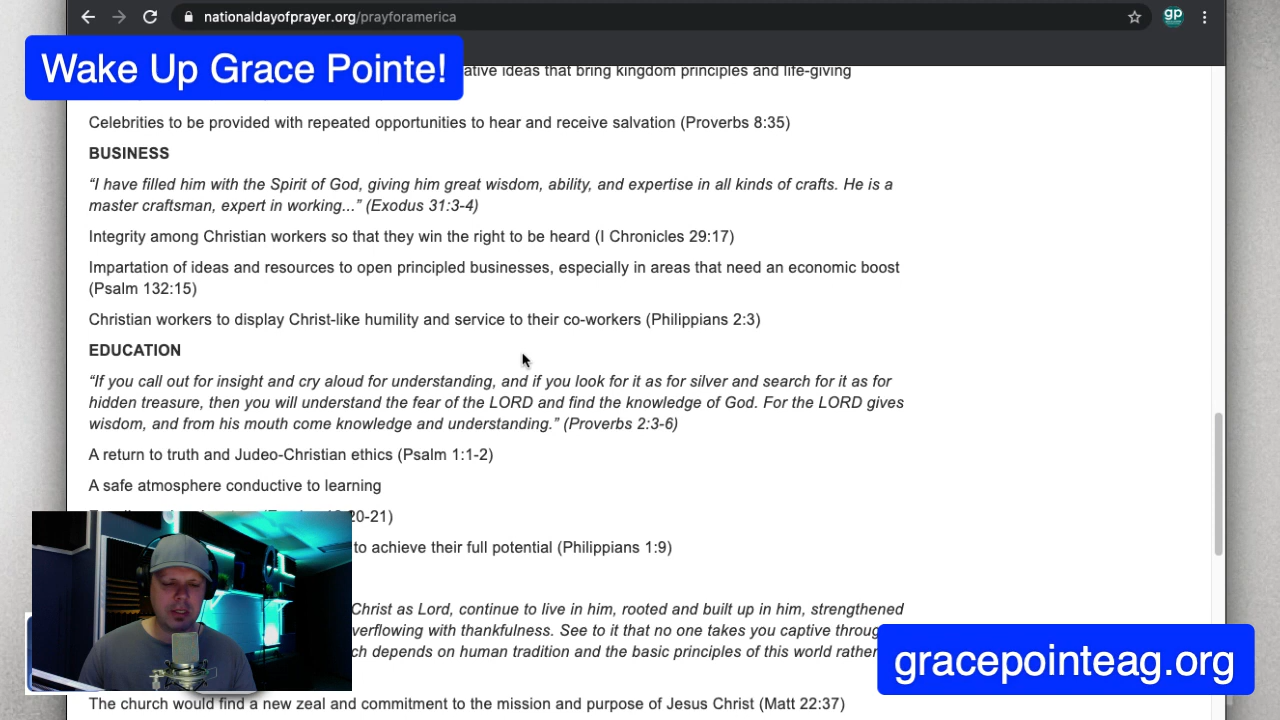 nationaldayofprayer.org/prayforamerica
gp
Wake Up Grace Pointe!
ative ideas that bring kingdom principles and life-giving
Celebrities to be provided with repeated opportunities to hear and receive salvation (Proverbs 8:35)
BUSINESS
“I have filled him with the Spirit of God, giving him great wisdom, ability, and expertise in all kinds of crafts. He is a
master craftsman, expert in working...” (Exodus 31:3-4)
Integrity among Christian workers so that they win the right to be heard (I Chronicles 29:17)
Impartation of ideas and resources to open principled businesses, especially in areas that need an economic boost
(Psalm 132:15)
Christian workers to display Christ-like humility and service to their co-workers (Philippians 2:3)
EDUCATION
“If you call out for insight and cry aloud for understanding, and if you look for it as for silver and search for it as for
hidden treasure, then you will understand the fear of the LORD and find the knowledge of God. For the LORD gives
wisdom, and from his mouth come knowledge and understanding.” (Proverbs 2:3-6)
A return to truth and Judeo-Christian ethics (Psalm 1:1-2)
A safe atmosphere conductive to learning
20-21)
to achieve their full potential (Philippians 1:9)
Christ as Lord, continue to live in him, rooted and built up in him, strengthened
verflowing with thankfulness. See to it that no one takes you captive throug
ch depends on human tradition and the basic principles of this world rather
gracepointeag.org
The church would find a new zeal and commitment to the mission and purpose of Jesus Christ (Matt 22:37)